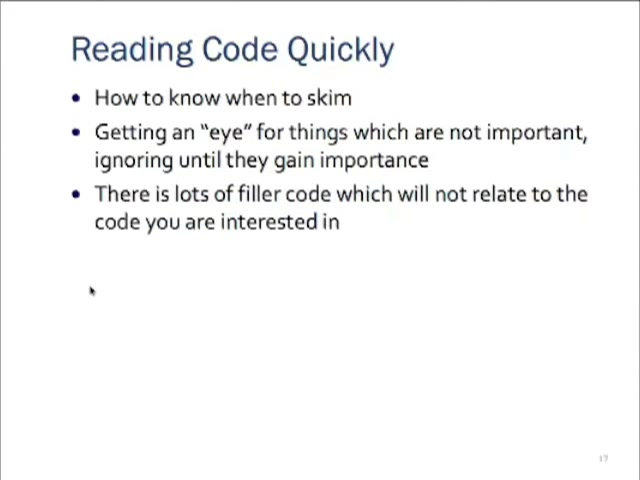 Reading Code Quickly
• How to know when to skim
• Getting an “eye” for things which are not important,
ignoring until they gain importance
• There is lots of filler code which will not relate to the
code you are interested in
17